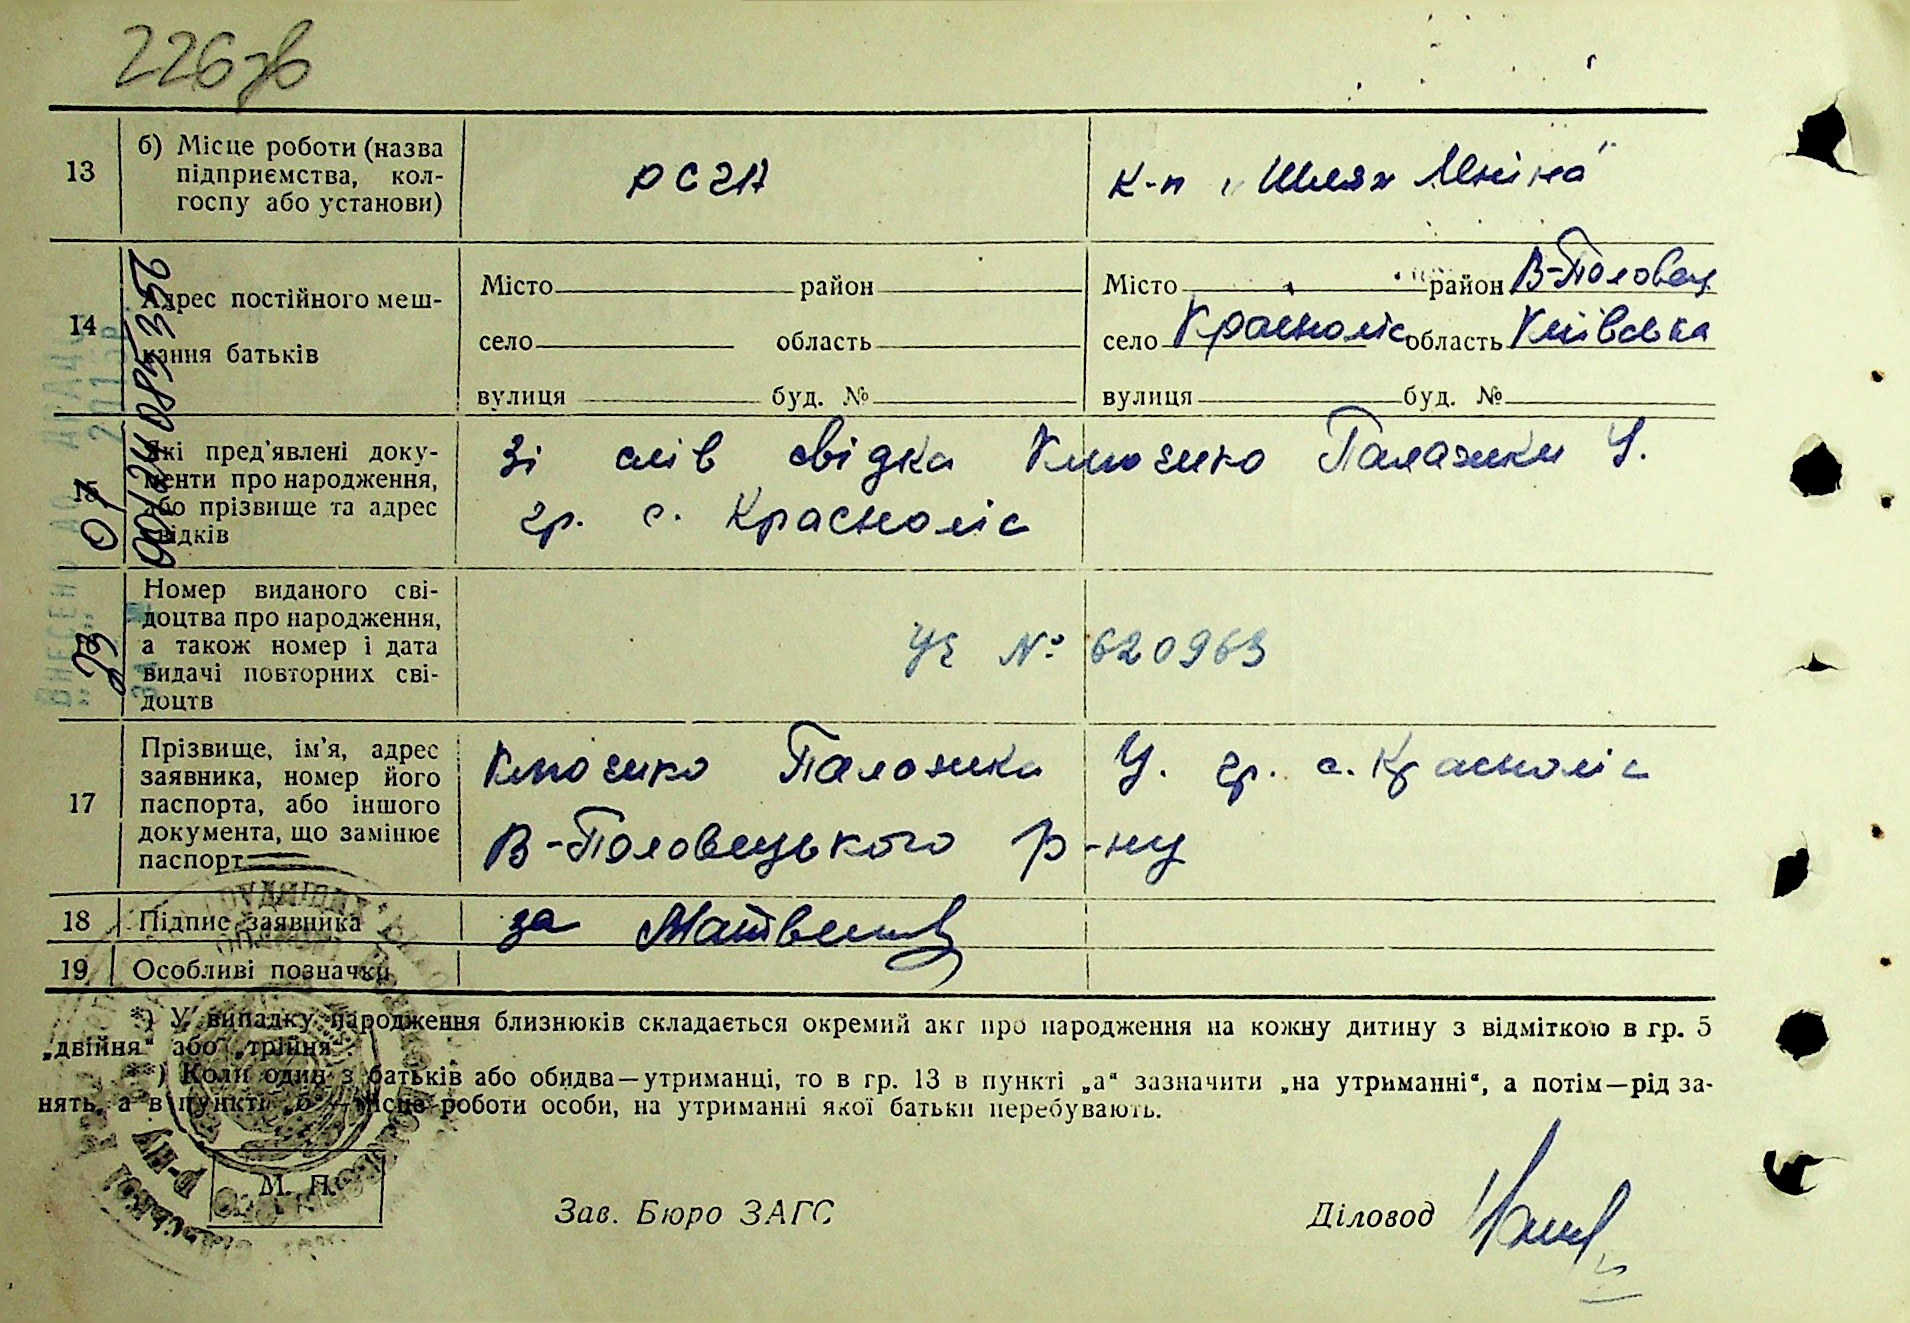 226зв
13
б) Місце роботи (назва
підприємства, кол-
госпу або установи)
РСЧА
к-п "Шлях Леніна"
14
Адрес постійного меш-
кання батьків
Місто район
село область
вулиця буд. №
Місто район В-Половец
село Красноліс область Київська
вулиця буд. №
15
Які пред'явлені доку-
менти про народження,
або прізвище та адрес
свідків
Зі слів свідка Клюзико Палажки У.
гр. с. Красноліс
16
Номер виданого сві-
доцтва про народження,
а також номер і дата
видачі повторних сві-
доцтв
УЕ № 620963
17
Прізвище, ім'я, адрес
заявника, номер його
паспорта, або іншого
документа, що замінює
паспорт
Клюзико Палажка У. гр. с. Красноліс
В-Половецького р-ну
18 Підпис заявника
за Матвеєв
19 Особливі позначки
*) У випадку народження близнюків складається окремий акт про народження на кожну дитину з відміткою в гр. 5
„двійня“ або „трійня“.
**) Коли один з батьків або обидва—утриманці, то в гр. 13 в пункті „а“ зазначити „на утриманні“, а потім—рід за-
нять, а в пункті „б“—місце роботи особи, на утриманні якої батьки перебувають.
М. П.
Зав. Бюро ЗАГС
Діловод